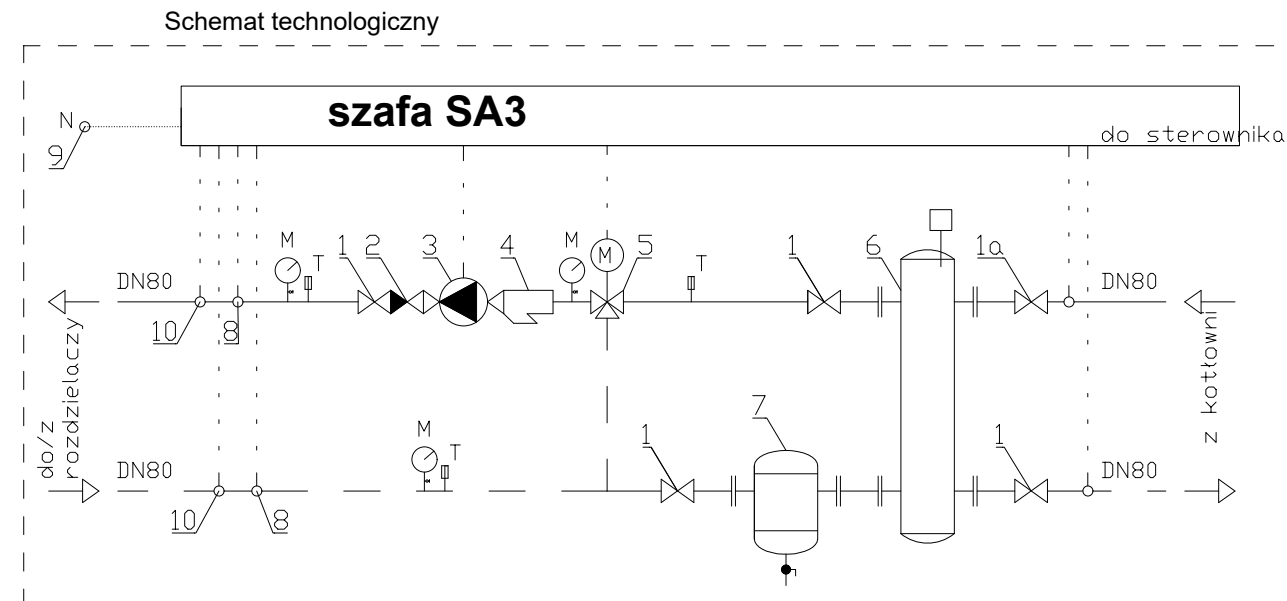 Schemat technologiczny
szafa SA3
N
9
do sterownika
M
T
1
2
3
4
M
M
5
T
1
6
1a
DN80
DN80
10
8
do/z
rozdzielaczy
z kotłowni
DN80
M
T
1
7
1
DN80
10
8